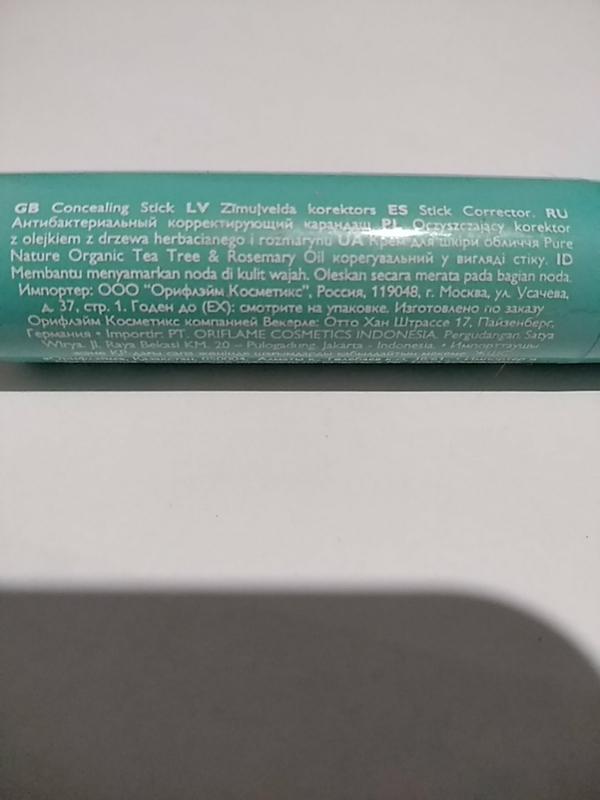 GB Concealing Stick LV Zīmuļveida korektors ES Stick Corrector. RU
Антибактериальный корректирующий карандаш PL Oczyszczający korektor
z olejkiem z drzewa herbacianego i rozmarynu UA Крем для шкіри обличчя Pure
Nature Organic Tea Tree & Rosemary Oil корегувальний у вигляді стіку. ID
Membantu menyamarkan noda di kulit wajah. Oleskan secara merata pada bagian noda.
Импортер: ООО "Орифлэйм Косметикс", Россия, 119048, г. Москва, ул. Усачева,
д. 37, стр. 1. Годен до (EX): смотрите на упаковке. Изготовлено по заказу
Орифлэйм Косметикс компанией Векерле: Отто Хан Штрассе 17, Пайзенберг,
Германия • Importir: PT. ORIFLAME COSMETICS INDONESIA. Pergudangan Satya
Wirya. Jl. Raya Bekasi KM. 20 – Pulogadung. Jakarta - Indonesia. • Импорттаушы